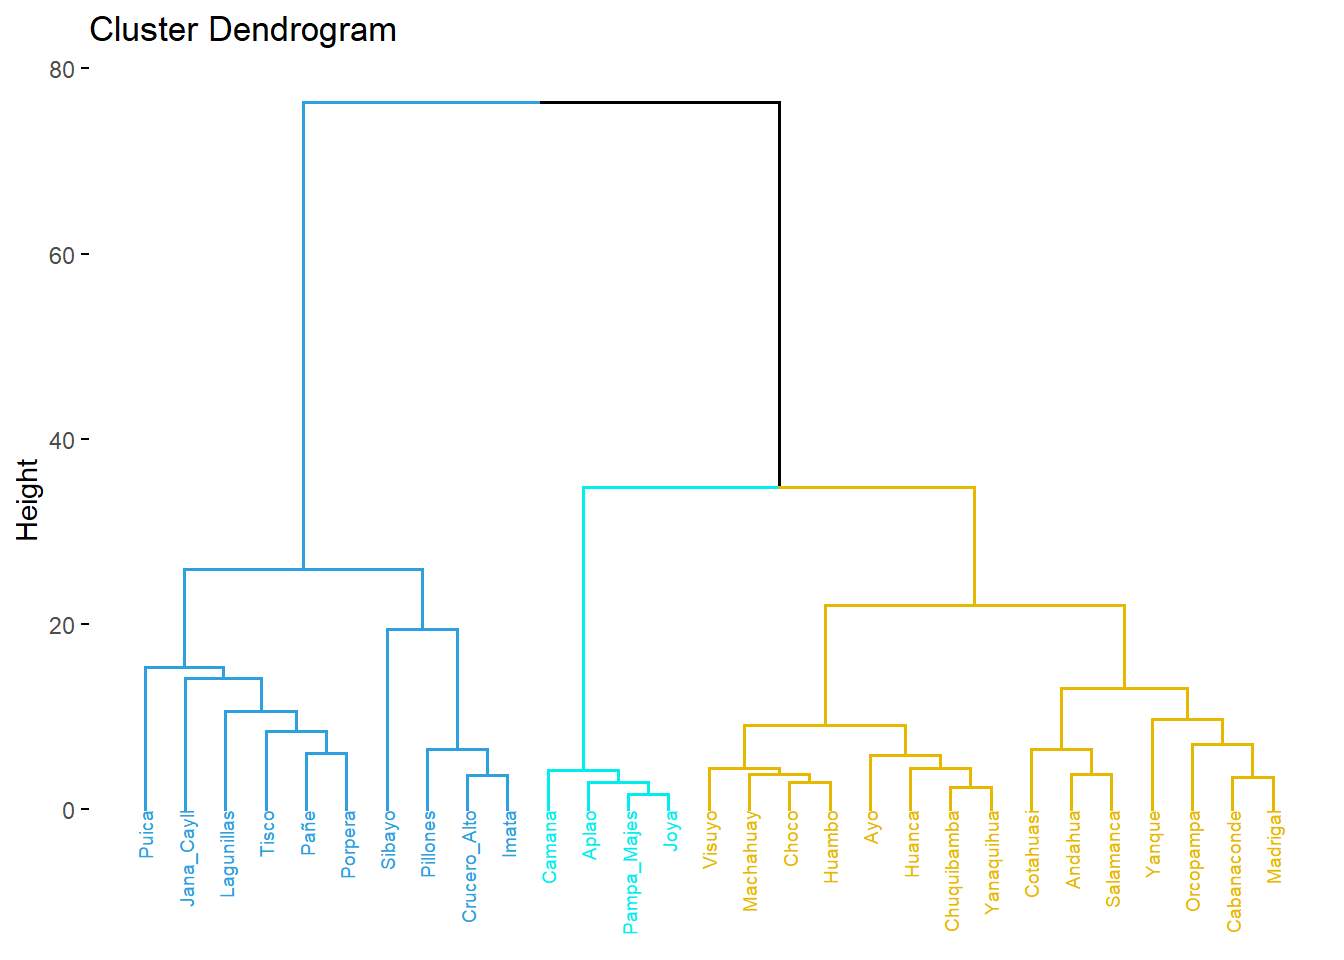 Cluster Dendrogram
80
60
40
20
0
Height
Puica
Jana_Cayll
Lagunillas
Tisco
Pañe
Porpera
Sibayo
Pillones
Crucero_Alto
Imata
Camana
Aplao
Pampa_Majes
Joya
Visuyo
Machahuay
Choco
Huambo
Ayo
Huanca
Chuquibamba
Yanaquihua
Cotahuasi
Andahua
Salamanca
Yanque
Orcopampa
Cabanaconde
Madrigal